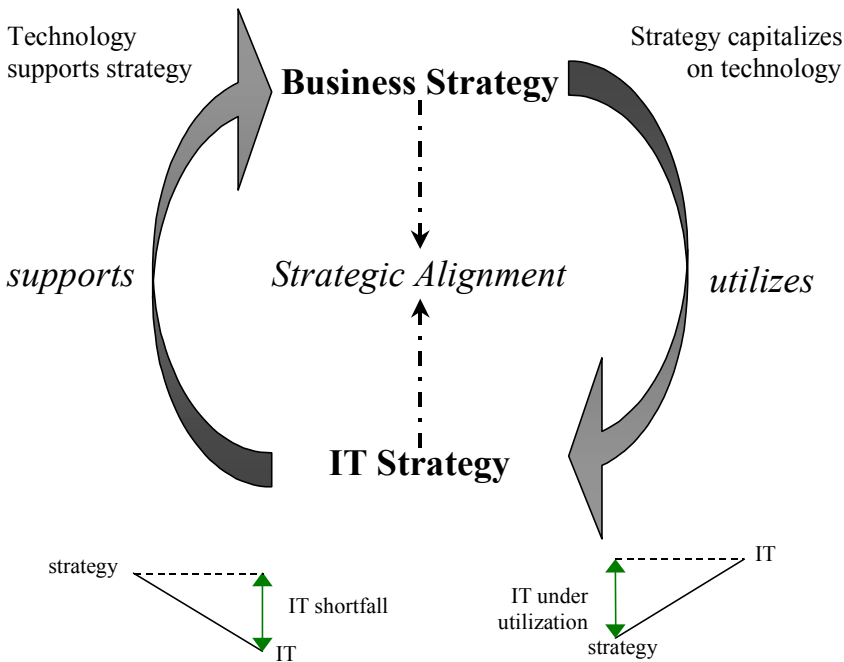 Technology
supports strategy
Strategy capitalizes
on technology
Business Strategy
supports
Strategic Alignment
utilizes
IT Strategy
strategy
IT shortfall
IT
IT
IT under
utilization
strategy